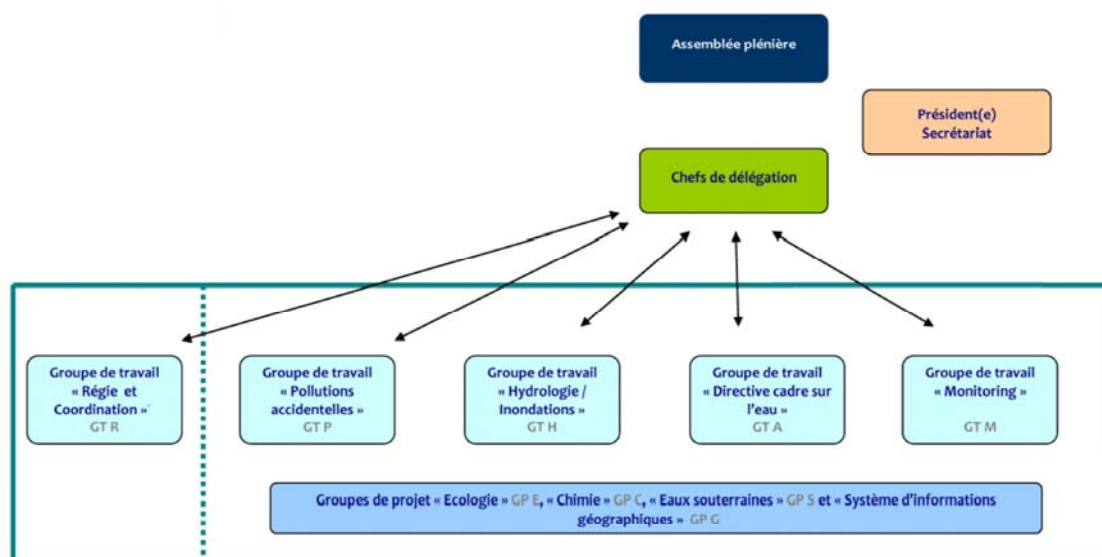 Assemblée plénière
Président(e)
Secrétariat
Chefs de délégation
Groupe de travail
« Régie et
Coordination »
GT R
Groupe de travail
« Pollutions
accidentelles »
GT P
Groupe de travail
« Hydrologie /
Inondations »
GT H
Groupe de travail
« Directive cadre sur
l'eau »
GT A
Groupe de travail
« Monitoring »
GT M
Groupes de projet « Ecologie » GP E, « Chimie » GP C, « Eaux souterraines » GP S et « Système d'informations
géographiques » GP G